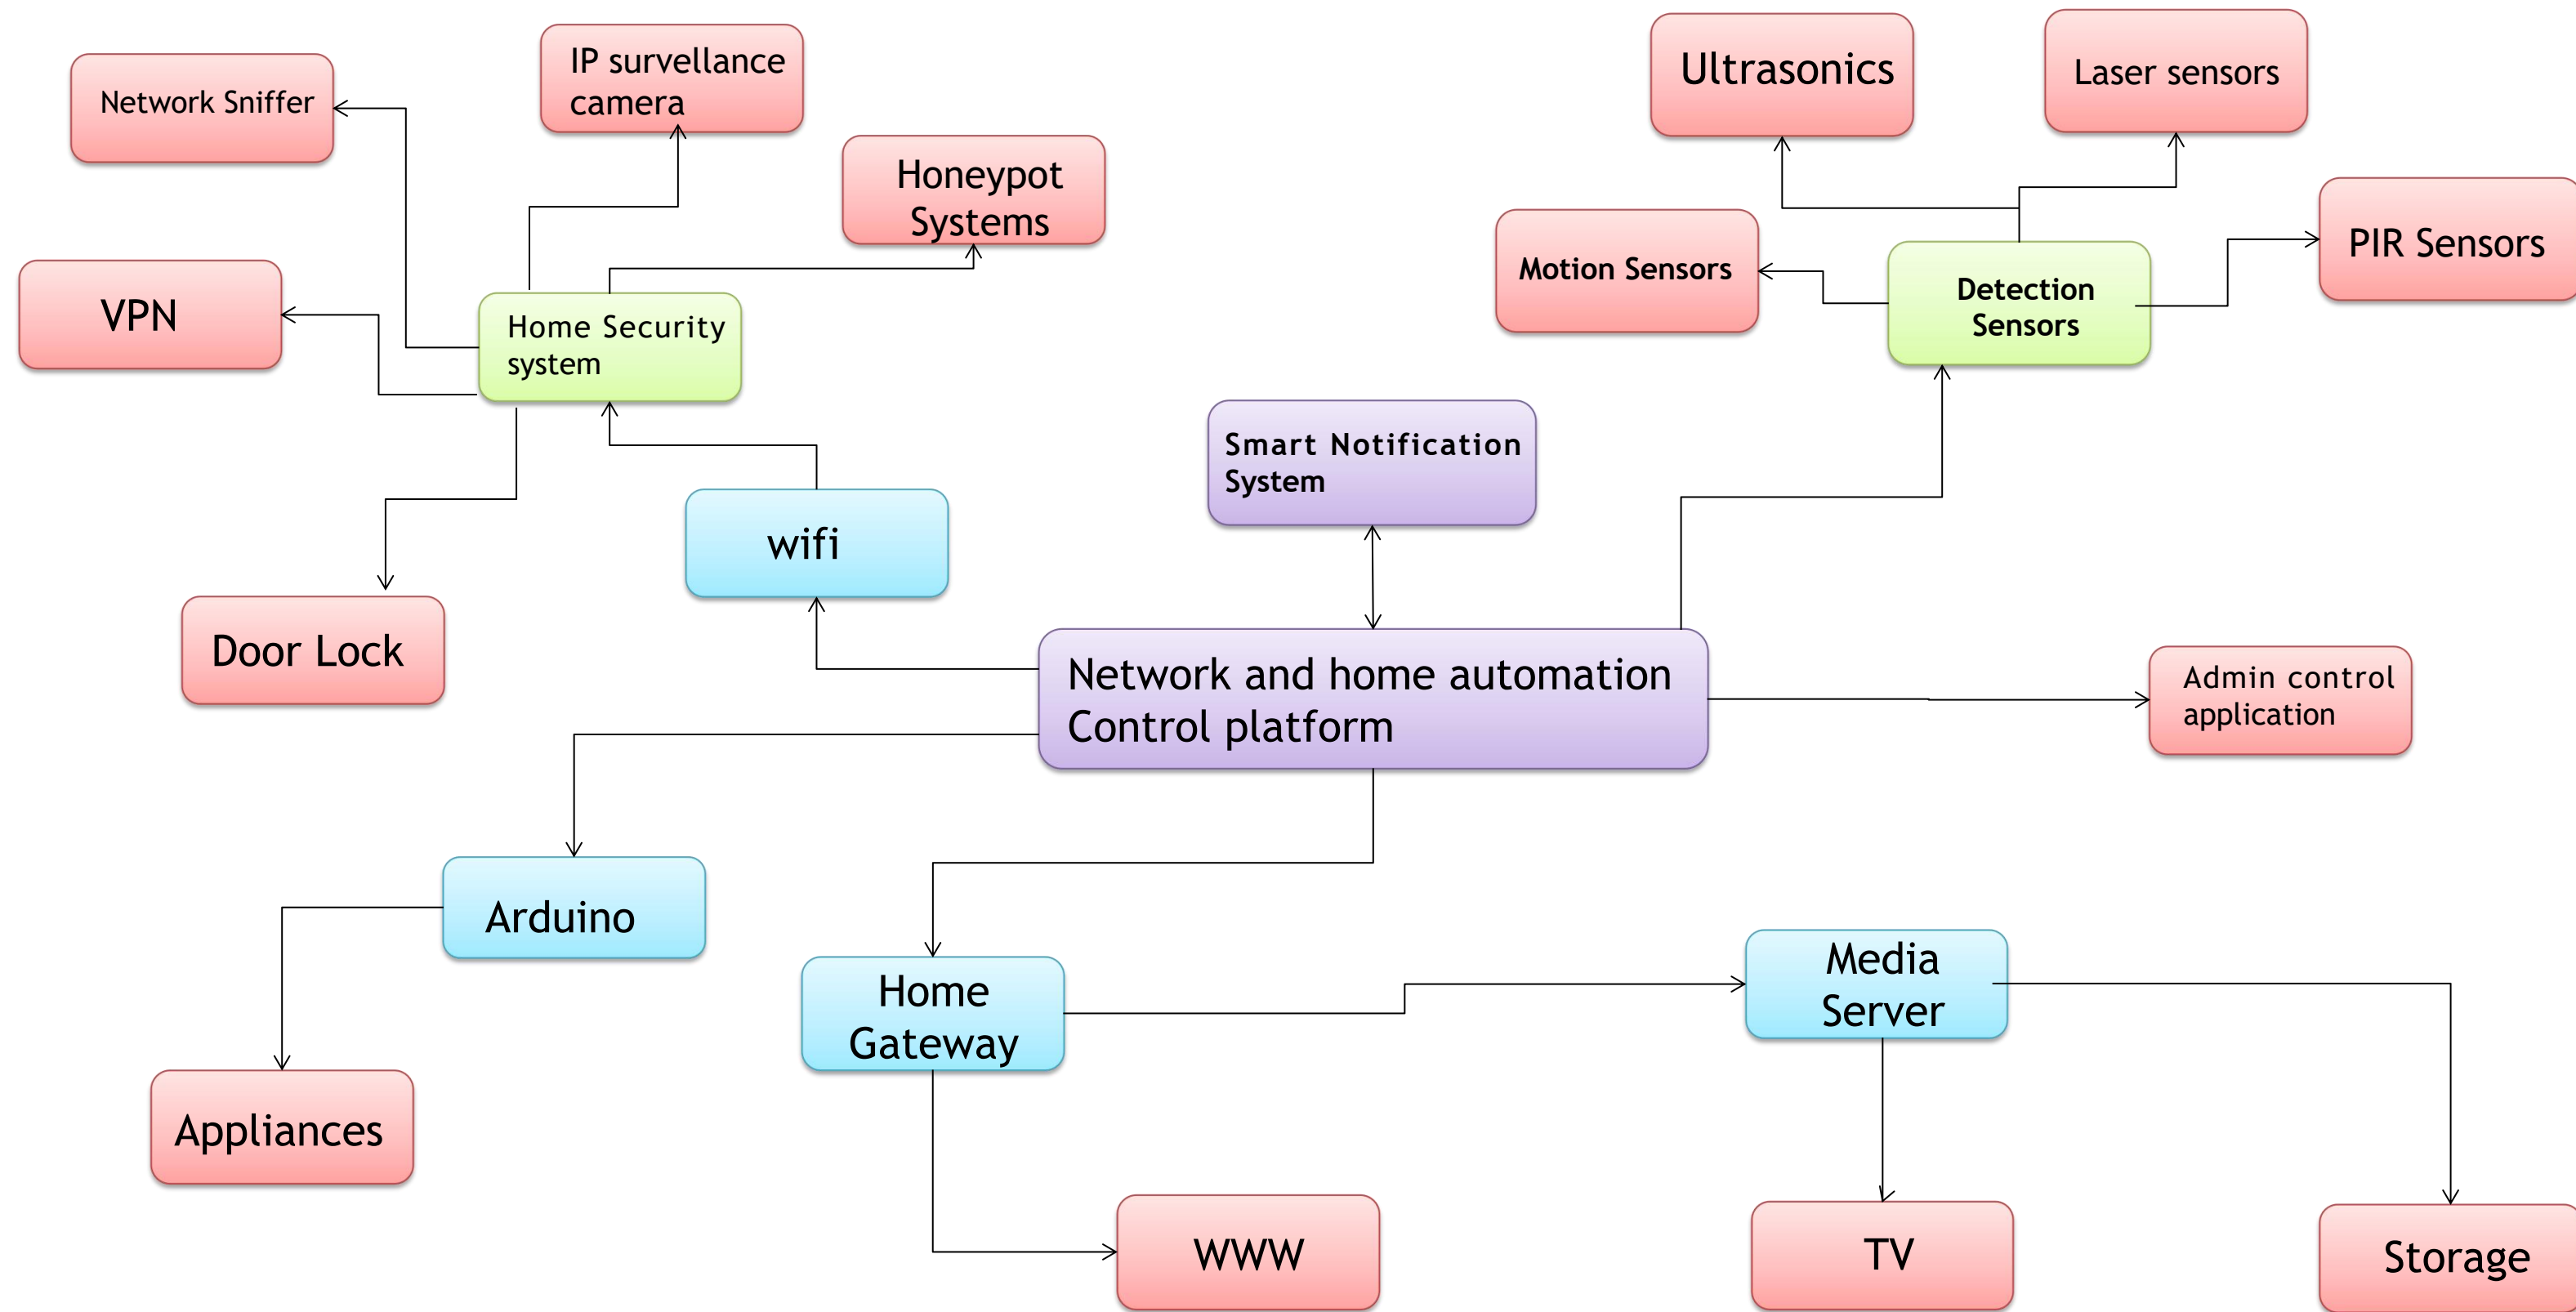 IP survellance
camera
Network Sniffer
Honeypot
Systems
VPN
Home Security
system
Ultrasonics
Laser sensors
Motion Sensors
PIR Sensors
Detection
Sensors
Smart Notification
System
wifi
Door Lock
Network and home automation
Control platform
Admin control
application
Arduino
Home
Gateway
Media
Server
Appliances
WWW
TV
Storage